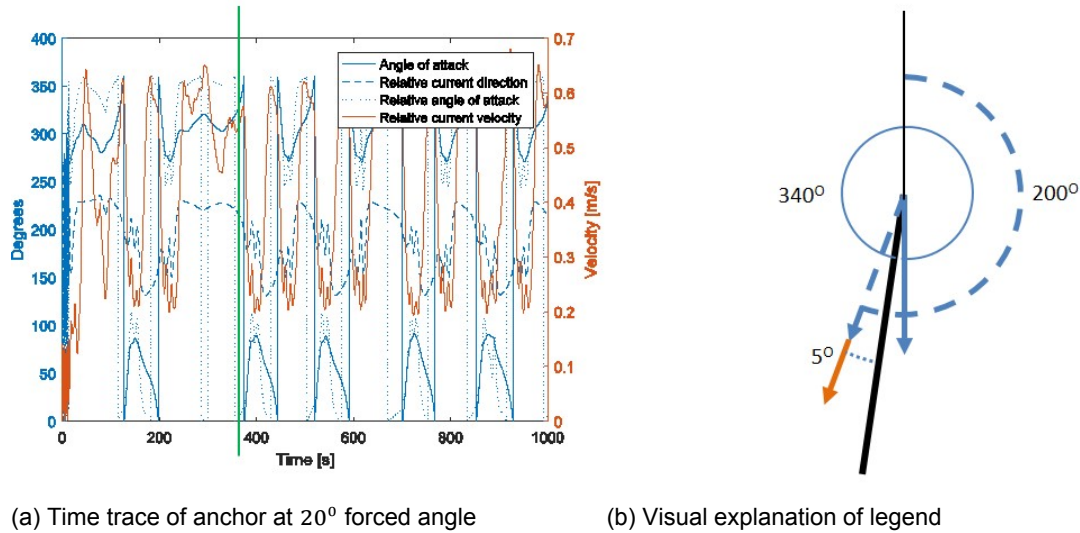 400
350
300
250
200
150
100
50
0
Degrees
0.7
0.6
0.5
0.4
0.3
0.2
0.1
0
Velocity [m/s]
Angle of attack
Relative current direction
Relative angle of attack
Relative current velocity
0 200 400 600 800 1000
Time [s]
340⁰
200⁰
5⁰
(a) Time trace of anchor at 20⁰ forced angle
(b) Visual explanation of legend